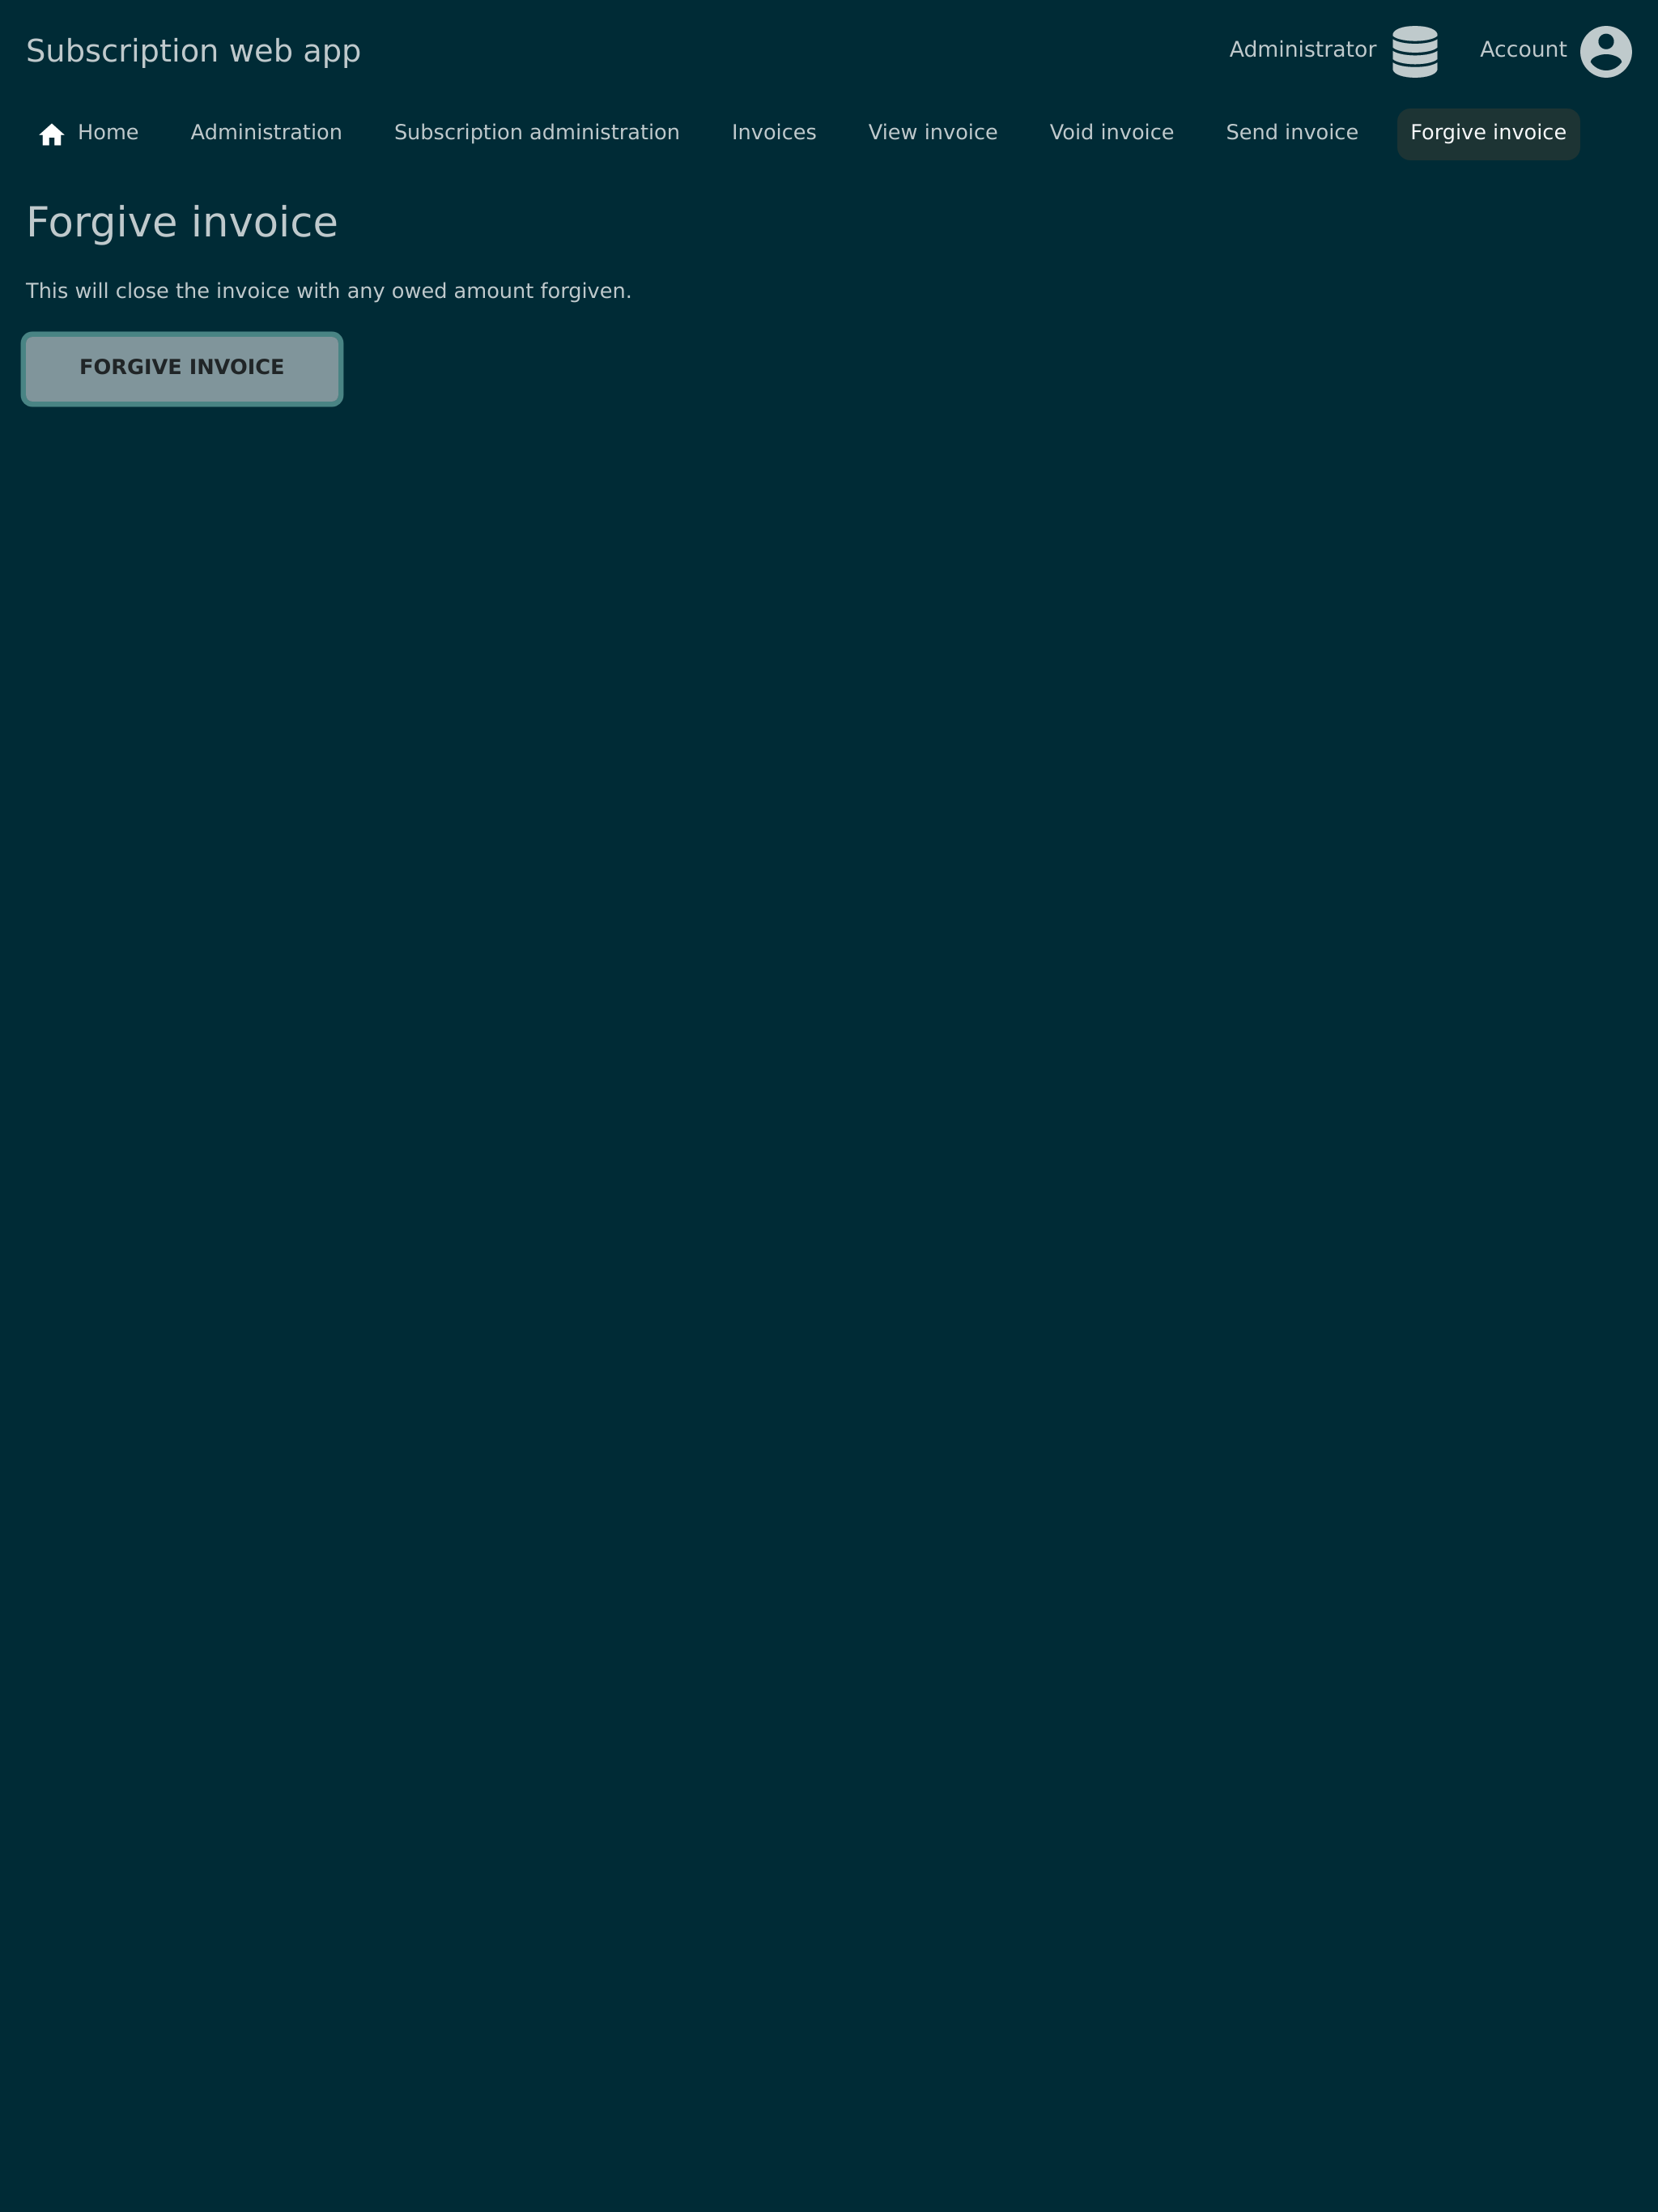 Subscription web app
Administrator
Account
Home
Administration
Subscription administration
Invoices
View invoice
Void invoice
Send invoice
Forgive invoice
Forgive invoice
This will close the invoice with any owed amount forgiven.
FORGIVE INVOICE